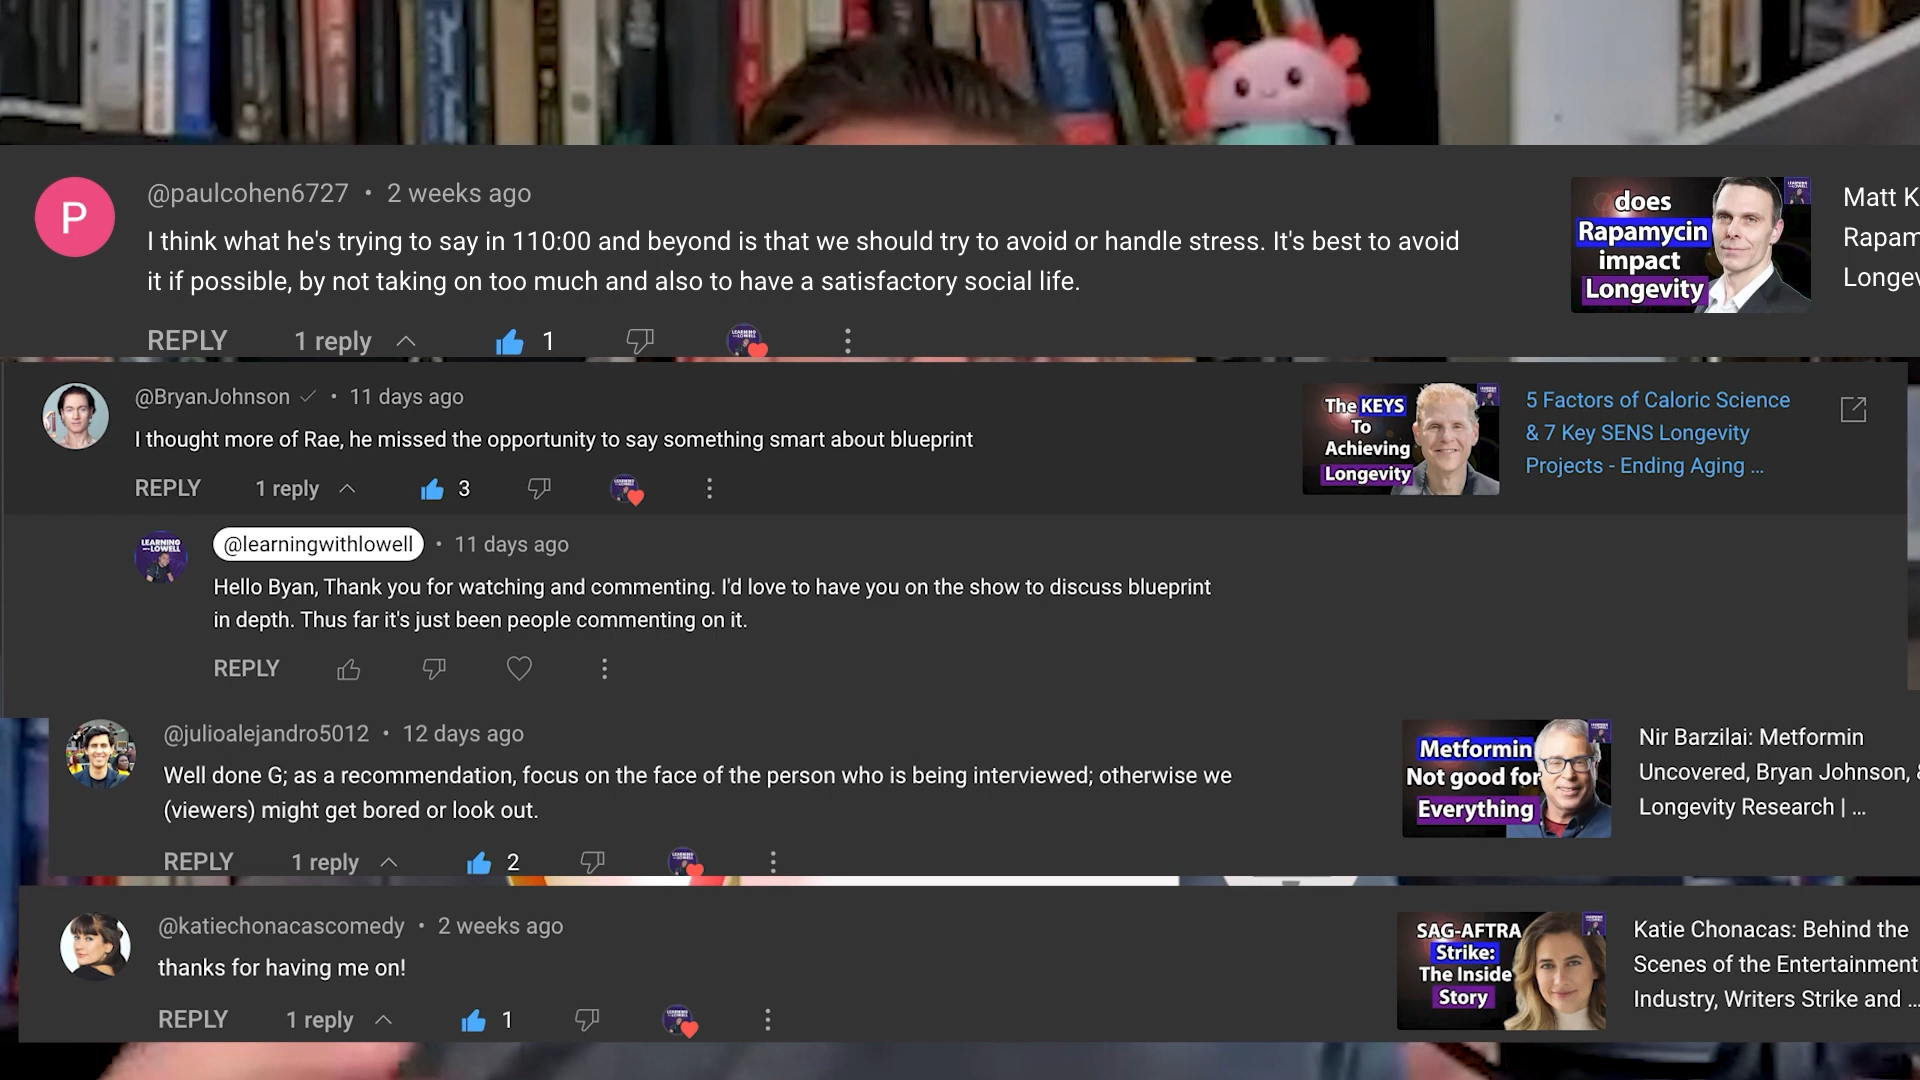 @paulcohen6727 • 2 weeks ago
I think what he's trying to say in 110:00 and beyond is that we should try to avoid or handle stress. It's best to avoid
it if possible, by not taking on too much and also to have a satisfactory social life.
REPLY 1 reply 1
P
does
Rapamycin
impact
Longevity
Matt K
Rapam
Longev
@BryanJohnson • 11 days ago
I thought more of Rae, he missed the opportunity to say something smart about blueprint
REPLY 1 reply 3
The KEYS
To
Achieving
Longevity
5 Factors of Caloric Science
& 7 Key SENS Longevity
Projects - Ending Aging ...
LEARNING
LOWELL
@learningwithlowell • 11 days ago
Hello Byan, Thank you for watching and commenting. I'd love to have you on the show to discuss blueprint
in depth. Thus far it's just been people commenting on it.
REPLY
@julioalejandro5012 • 12 days ago
Well done G; as a recommendation, focus on the face of the person who is being interviewed; otherwise we
(viewers) might get bored or look out.
REPLY 1 reply 2
Metformin
Not good for
Everything
Nir Barzilai: Metformin
Uncovered, Bryan Johnson, &
Longevity Research | ...
@katiechonacascomedy • 2 weeks ago
thanks for having me on!
REPLY 1 reply 1
SAG-AFTRA
Strike:
The Inside
Story
Katie Chonacas: Behind the
Scenes of the Entertainment
Industry, Writers Strike and ...